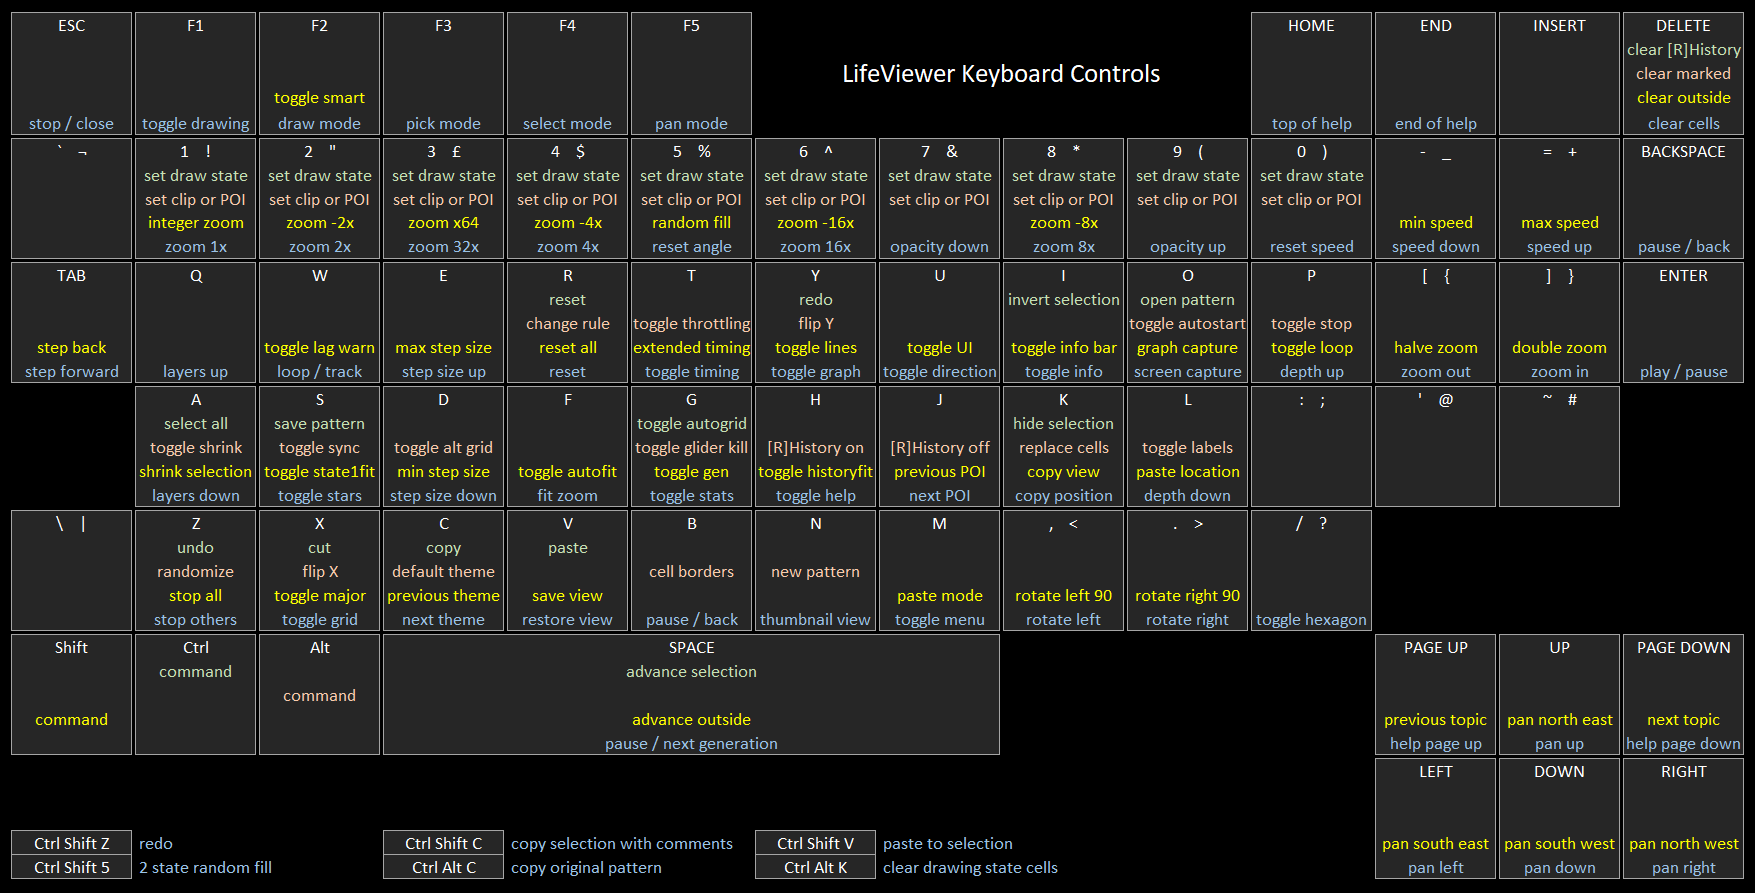 LifeViewer Keyboard Controls
ESC
stop / close
F1
toggle drawing
F2
toggle smart
draw mode
F3
pick mode
F4
select mode
F5
pan mode
HOME
top of help
END
end of help
INSERT
DELETE
clear [R]History
clear marked
clear outside
clear cells
` ¬
1 !
set draw state
set clip or POI
integer zoom
zoom 1x
2 "
set draw state
set clip or POI
zoom -2x
zoom 2x
3 £
set draw state
set clip or POI
zoom x64
zoom 32x
4 $
set draw state
set clip or POI
zoom -4x
zoom 4x
5 %
set draw state
set clip or POI
random fill
reset angle
6 ^
set draw state
set clip or POI
zoom -16x
zoom 16x
7 &
set draw state
set clip or POI
opacity down
8 *
set draw state
set clip or POI
zoom -8x
zoom 8x
9 (
set draw state
set clip or POI
opacity up
0 )
set draw state
set clip or POI
reset speed
- _
min speed
speed down
= +
max speed
speed up
BACKSPACE
pause / back
TAB
step back
step forward
Q
layers up
W
toggle lag warn
loop / track
E
max step size
step size up
R
reset
change rule
reset all
reset
T
toggle throttling
extended timing
toggle timing
Y
redo
flip Y
toggle lines
toggle graph
U
toggle UI
toggle direction
I
invert selection
toggle info bar
toggle info
O
open pattern
toggle autostart
graph capture
screen capture
P
toggle stop
toggle loop
depth up
[ {
halve zoom
zoom out
] }
double zoom
zoom in
ENTER
play / pause
A
select all
toggle shrink
shrink selection
layers down
S
save pattern
toggle sync
toggle state1fit
toggle stars
D
toggle alt grid
min step size
step size down
F
toggle autofit
fit zoom
G
toggle autogrid
toggle glider kill
toggle gen
toggle stats
H
[R]History on
toggle historyfit
toggle help
J
[R]History off
previous POI
next POI
K
hide selection
replace cells
copy view
copy position
L
toggle labels
paste location
depth down
: ;
' @
~ #
\ |
Z
undo
randomize
stop all
stop others
X
cut
flip X
toggle major
toggle grid
C
copy
default theme
previous theme
next theme
V
paste
save view
restore view
B
cell borders
pause / back
N
new pattern
thumbnail view
M
paste mode
toggle menu
, <
rotate left 90
rotate left
. >
rotate right 90
rotate right
/ ?
toggle hexagon
Shift
command
Ctrl
command
Alt
command
SPACE
advance selection
advance outside
pause / next generation
PAGE UP
previous topic
help page up
UP
pan north east
pan up
PAGE DOWN
next topic
help page down
LEFT
pan south east
pan left
DOWN
pan south west
pan down
RIGHT
pan north west
pan right
Ctrl Shift Z redo
Ctrl Shift 5 2 state random fill
Ctrl Shift C copy selection with comments
Ctrl Alt C copy original pattern
Ctrl Shift V paste to selection
Ctrl Alt K clear drawing state cells